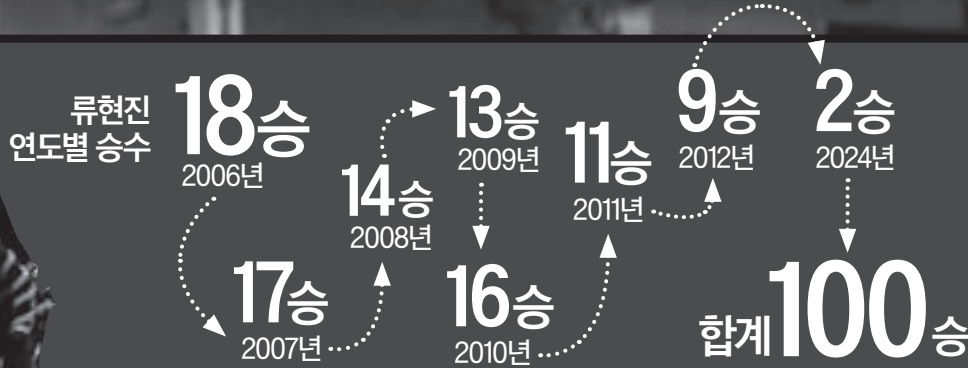 류현진
연도별 승수
18승
2006년
17승
2007년
14승
2008년
13승
2009년
16승
2010년
11승
2011년
9승
2012년
2승
2024년
합계 100승